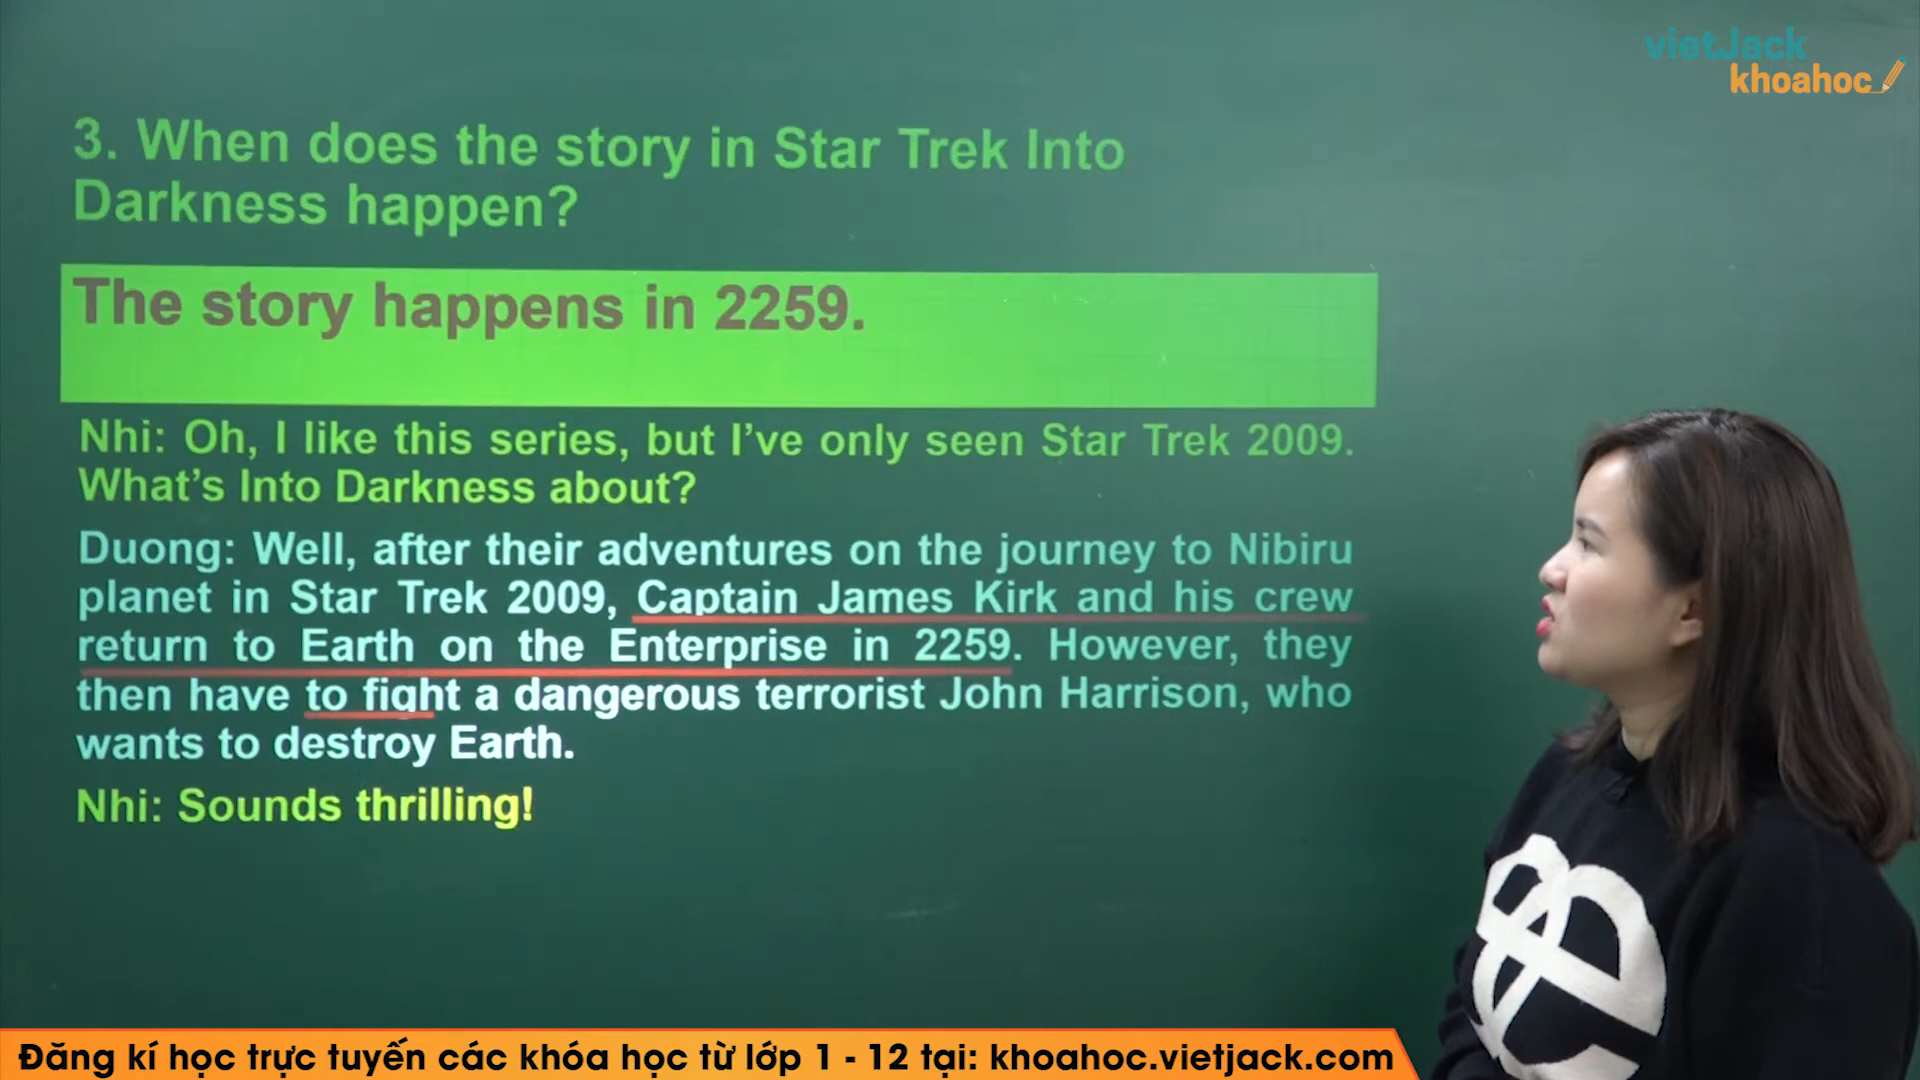 vietJack
khoahoc
3. When does the story in Star Trek Into
Darkness happen?
The story happens in 2259.
Nhi: Oh, I like this series, but I’ve only seen Star Trek 2009.
What’s Into Darkness about?
Duong: Well, after their adventures on the journey to Nibiru
planet in Star Trek 2009, Captain James Kirk and his crew
return to Earth on the Enterprise in 2259. However, they
then have to fight a dangerous terrorist John Harrison, who
wants to destroy Earth.
Nhi: Sounds thrilling!
Đăng kí học trực tuyến các khóa học từ lớp 1 - 12 tại: khoahoc.vietjack.com